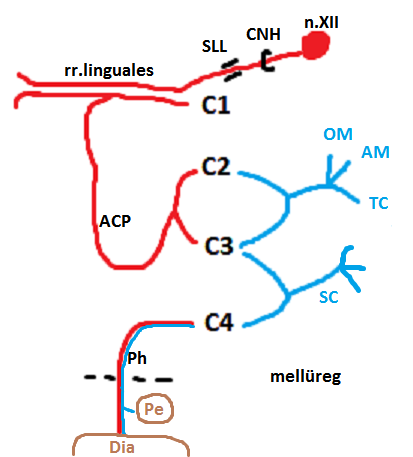 n.XII
CNH
SLL
rr.linguales
C1
OM
AM
C2
TC
ACP
C3
SC
C4
Ph
mellüreg
Pe
Dia